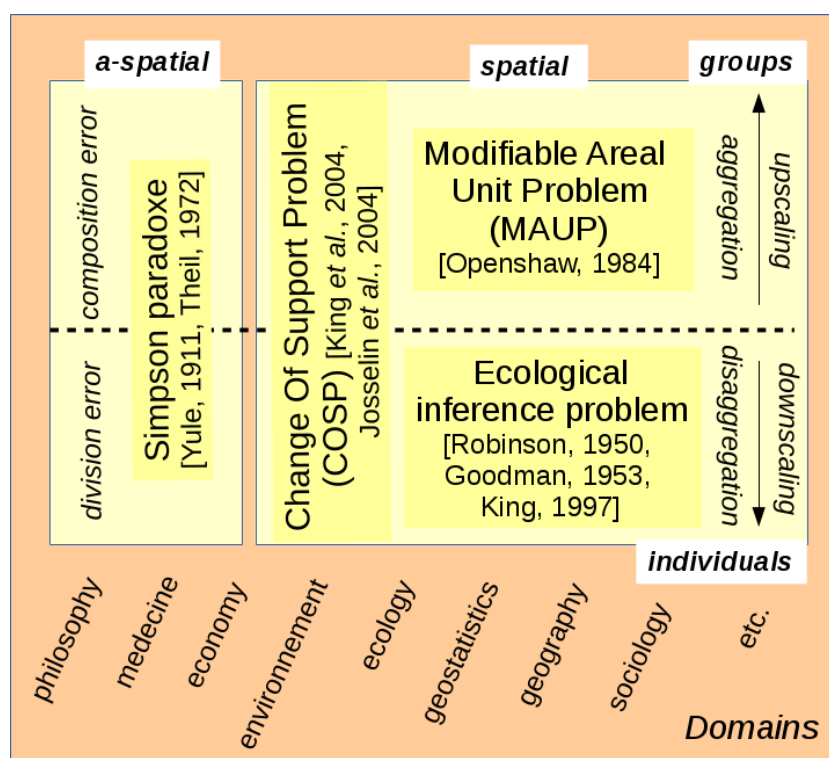 a-spatial
spatial
groups
composition error
division error
Simpson paradoxe
[Yule, 1911, Theil, 1972]
Change Of Support Problem
(COSP) [King et al., 2004,
Josselin et al., 2004]
Modifiable Areal
Unit Problem
(MAUP)
[Openshaw, 1984]
aggregation
upscaling
Ecological
inference problem
[Robinson, 1950,
Goodman, 1953,
King, 1997]
disaggregation
downscaling
individuals
philosophy
medecine
economy
environnement
ecology
geostatistics
geography
sociology
etc.
Domains